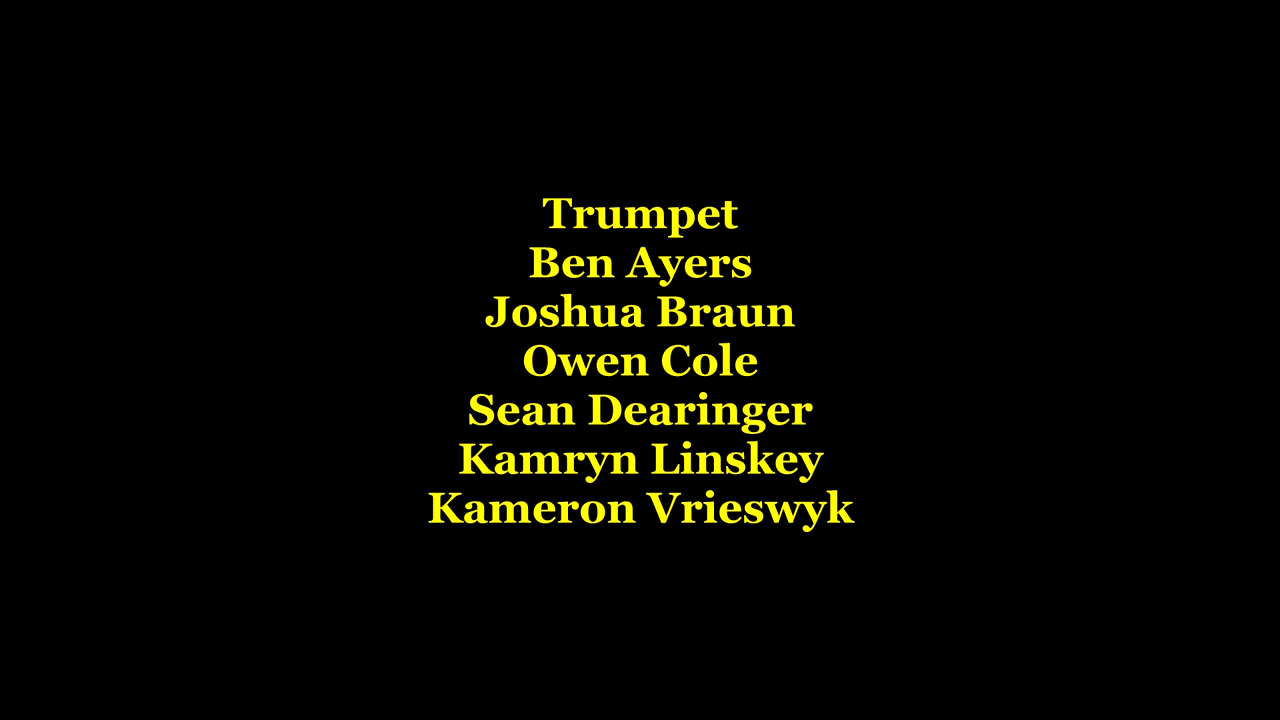 Trumpet
Ben Ayers
Joshua Braun
Owen Cole
Sean Dearinger
Kamryn Linskey
Kameron Vrieswyk